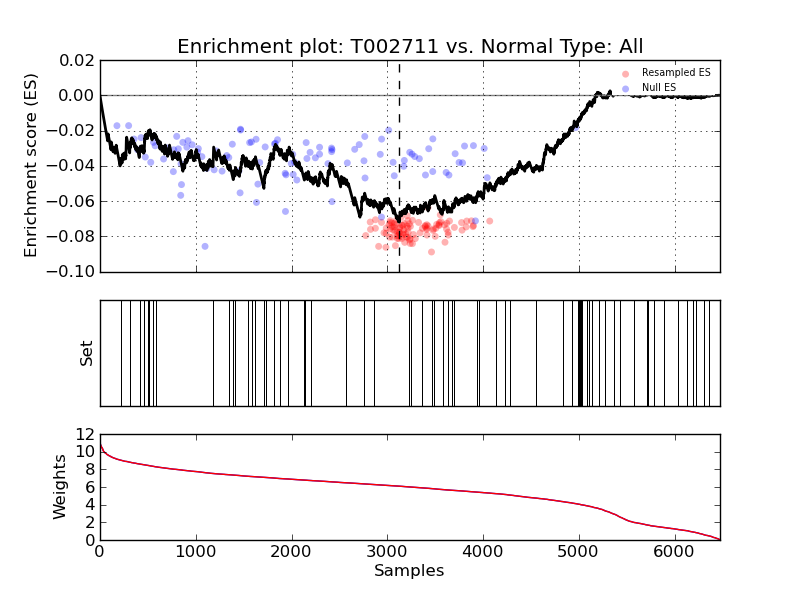 Enrichment plot: T002711 vs. Normal Type: All
Enrichment score (ES)
0.02
0.00
−0.02
−0.04
−0.06
−0.08
−0.10
Resampled ES
Null ES
Set
Weights
12
10
8
6
4
2
0
0 1000 2000 3000 4000 5000 6000
Samples